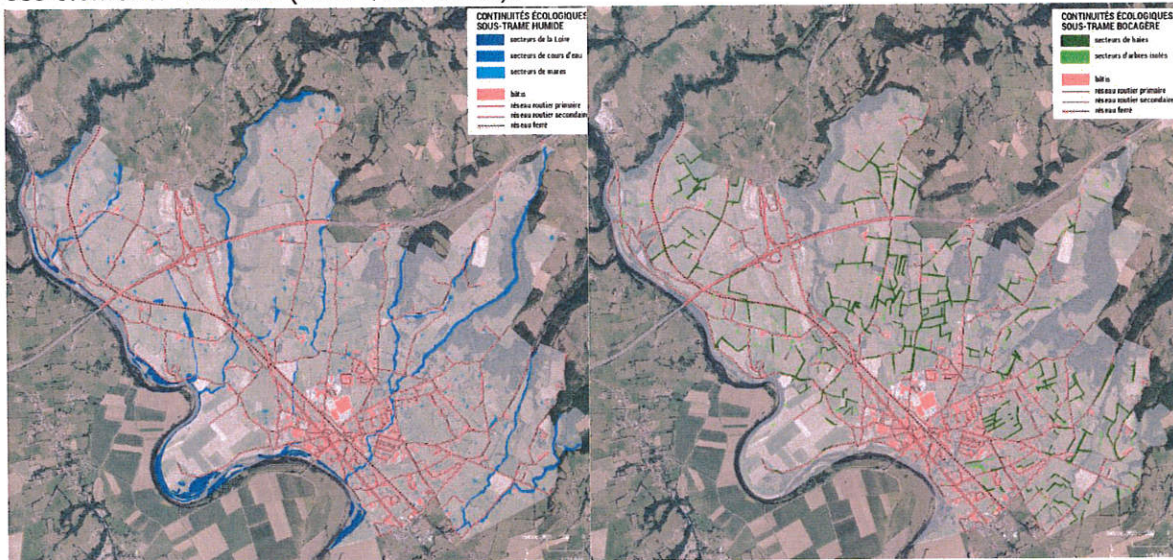 CONTINUITÉS ÉCOLOGIQUES
SOUS-TRAME HUMIDE
secteurs de la Loire
secteurs de cours d'eau
secteurs de mares
bâtis
réseau routier primaire
réseau routier secondaire
réseau ferré
CONTINUITÉS ÉCOLOGIQUES
SOUS-TRAME BOCAGÈRE
secteurs de haies
secteurs d'arbres isolés
bâtis
réseau routier primaire
réseau routier secondaire
réseau ferré